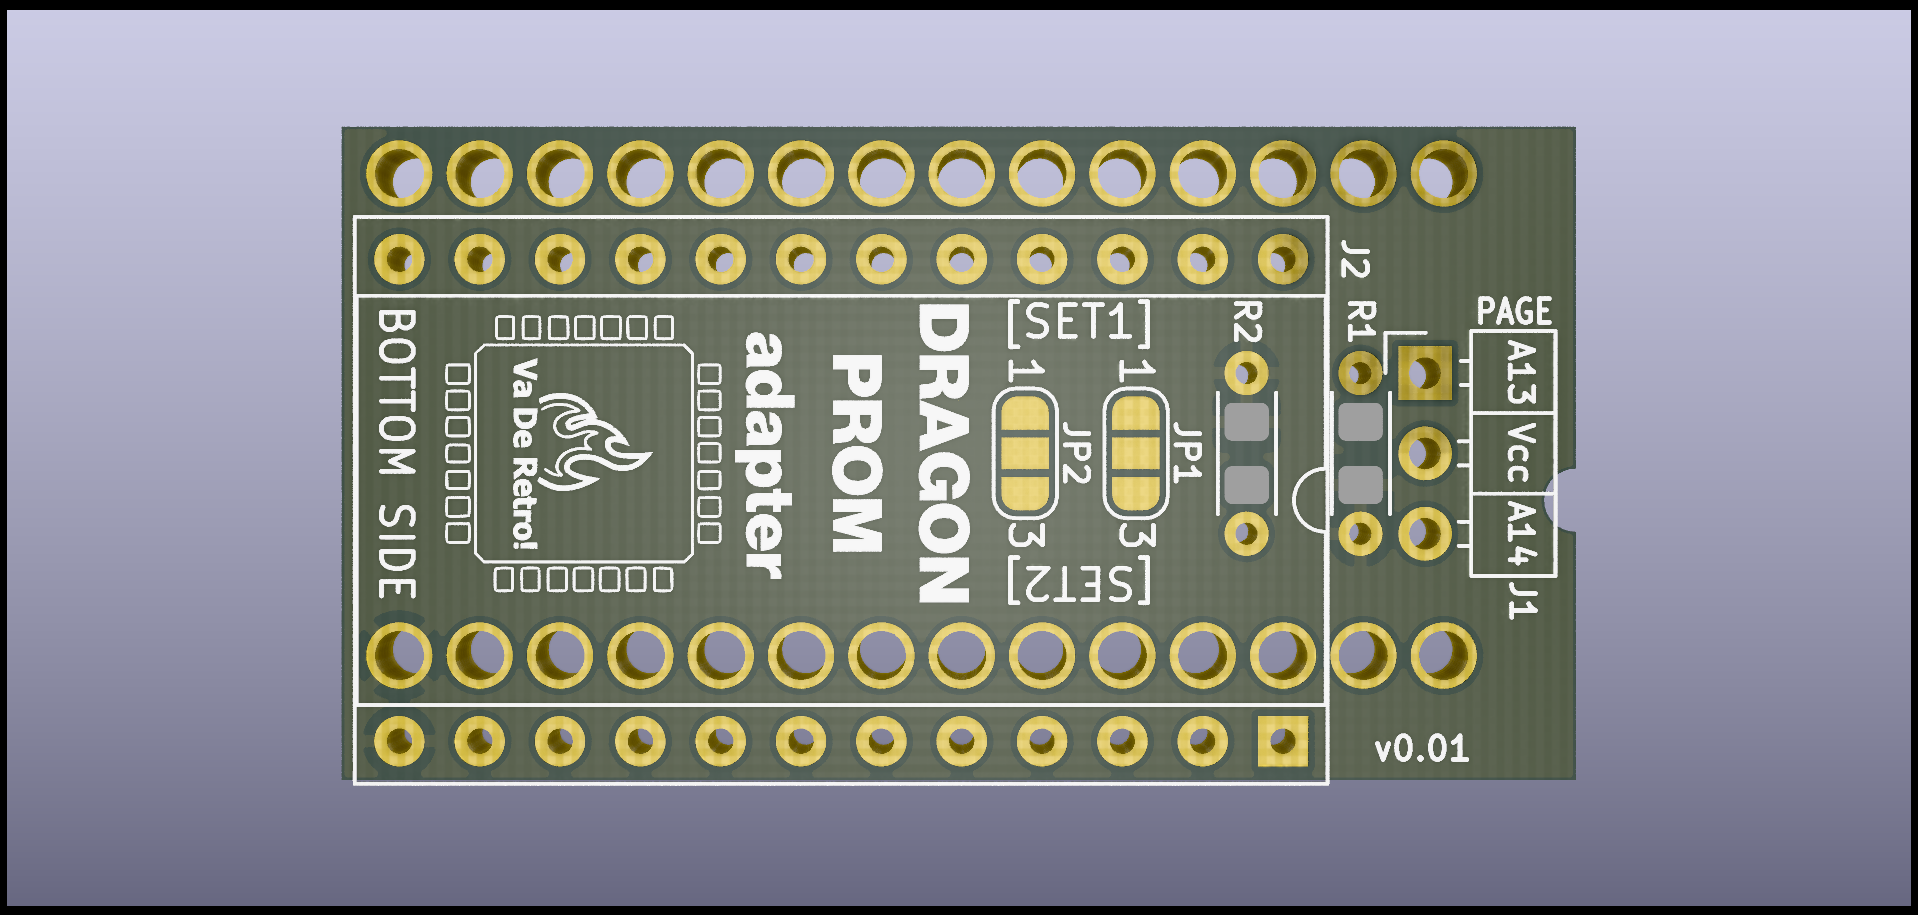 BOTTOM SIDE
Va De Retro!
adapter
PROM
DRAGON
[SET1]
1
1
JP2
JP1
3
3
[SET2]
R2
R1
J2
PAGE
A13
Vcc
A14
J1
v0.01